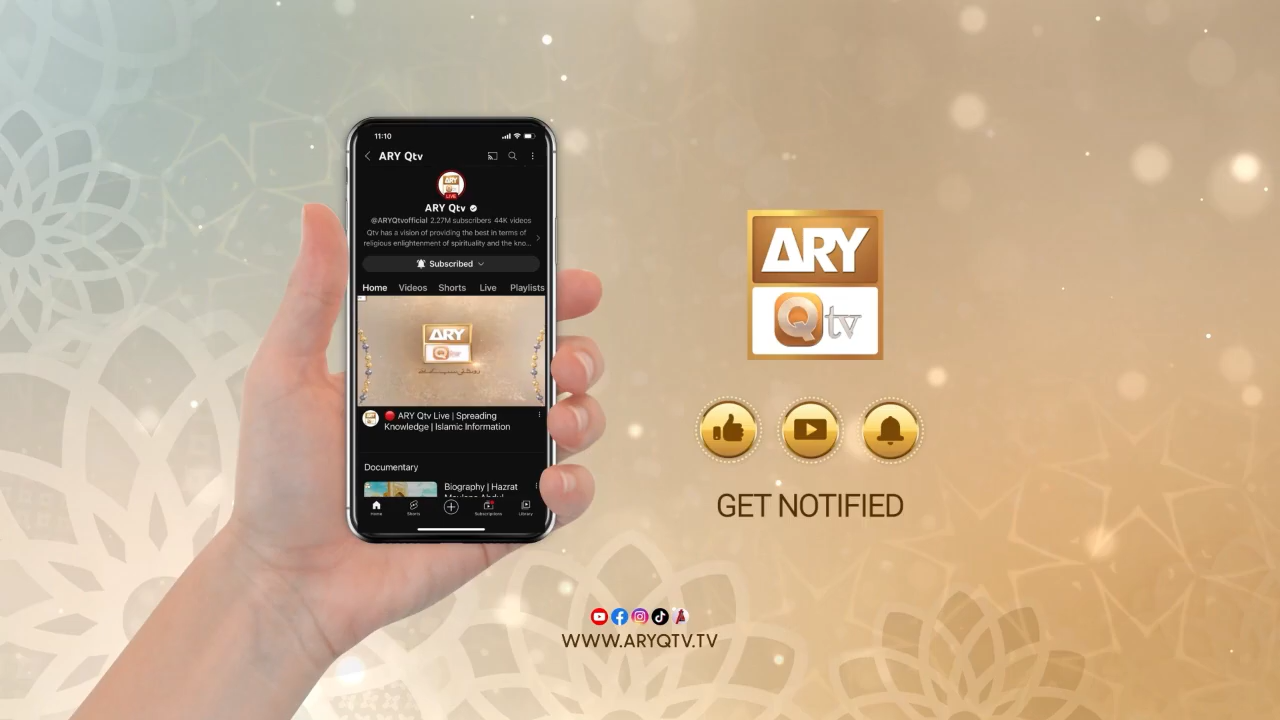 11:10
ARY Qtv
ARY
LIVE
ARY Qtv
@ARYQtvofficial 2.27M subscribers 44K videos
Qtv has a vision of providing the best in terms of
religious enlightenment of spirituality and the kno...
Subscribed
Home Videos Shorts Live Playlists
ARY
Qtv
ARY Qtv Live | Spreading
Knowledge | Islamic Information
Documentary
Biography | Hazrat
Home Shorts Subscriptions Library
ARY
Qtv
GET NOTIFIED
WWW.ARYQTV.TV